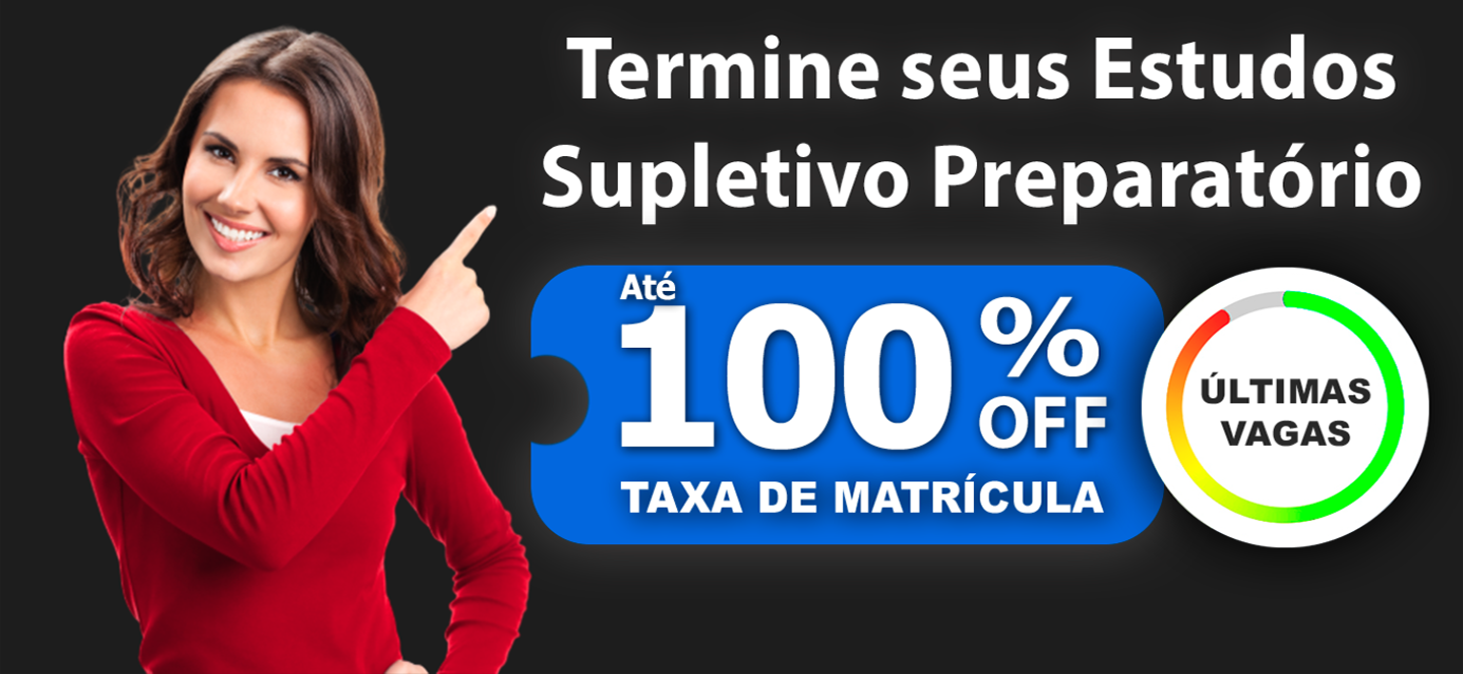 Termine seus Estudos
Supletivo Preparatório
Até
100% OFF
TAXA DE MATRÍCULA
ÚLTIMAS
VAGAS